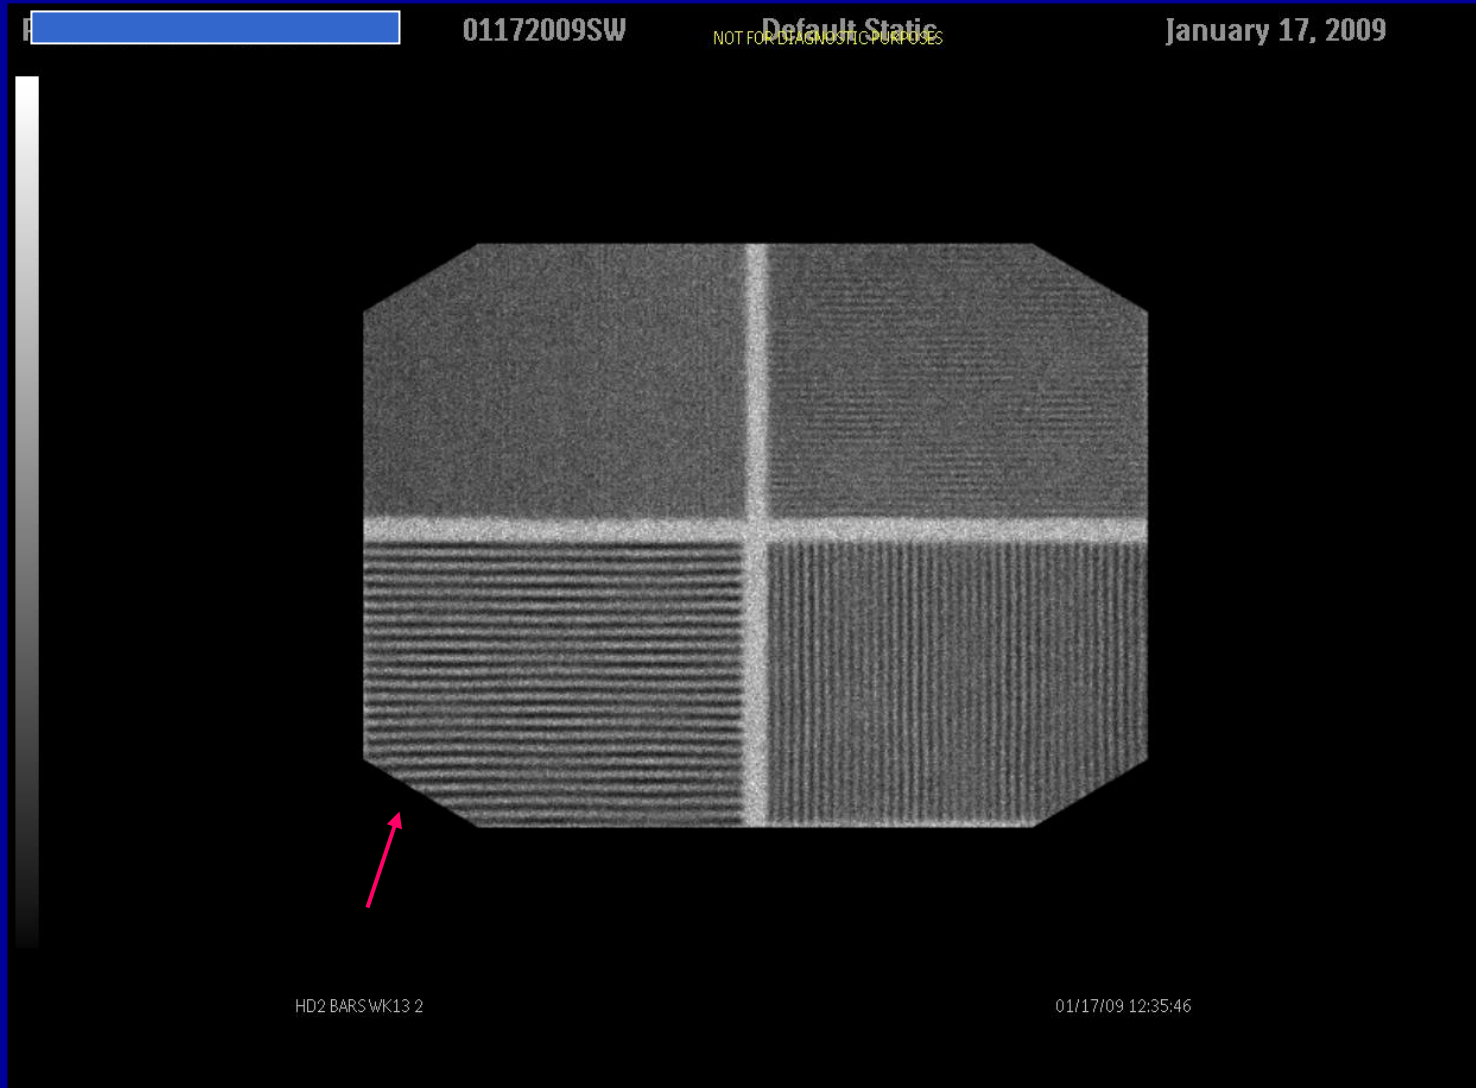 01172009SW
Default Static
January 17, 2009
NOT FOR DIAGNOSTIC PURPOSES
HD2 BARS WK13 2
01/17/09 12:35:46